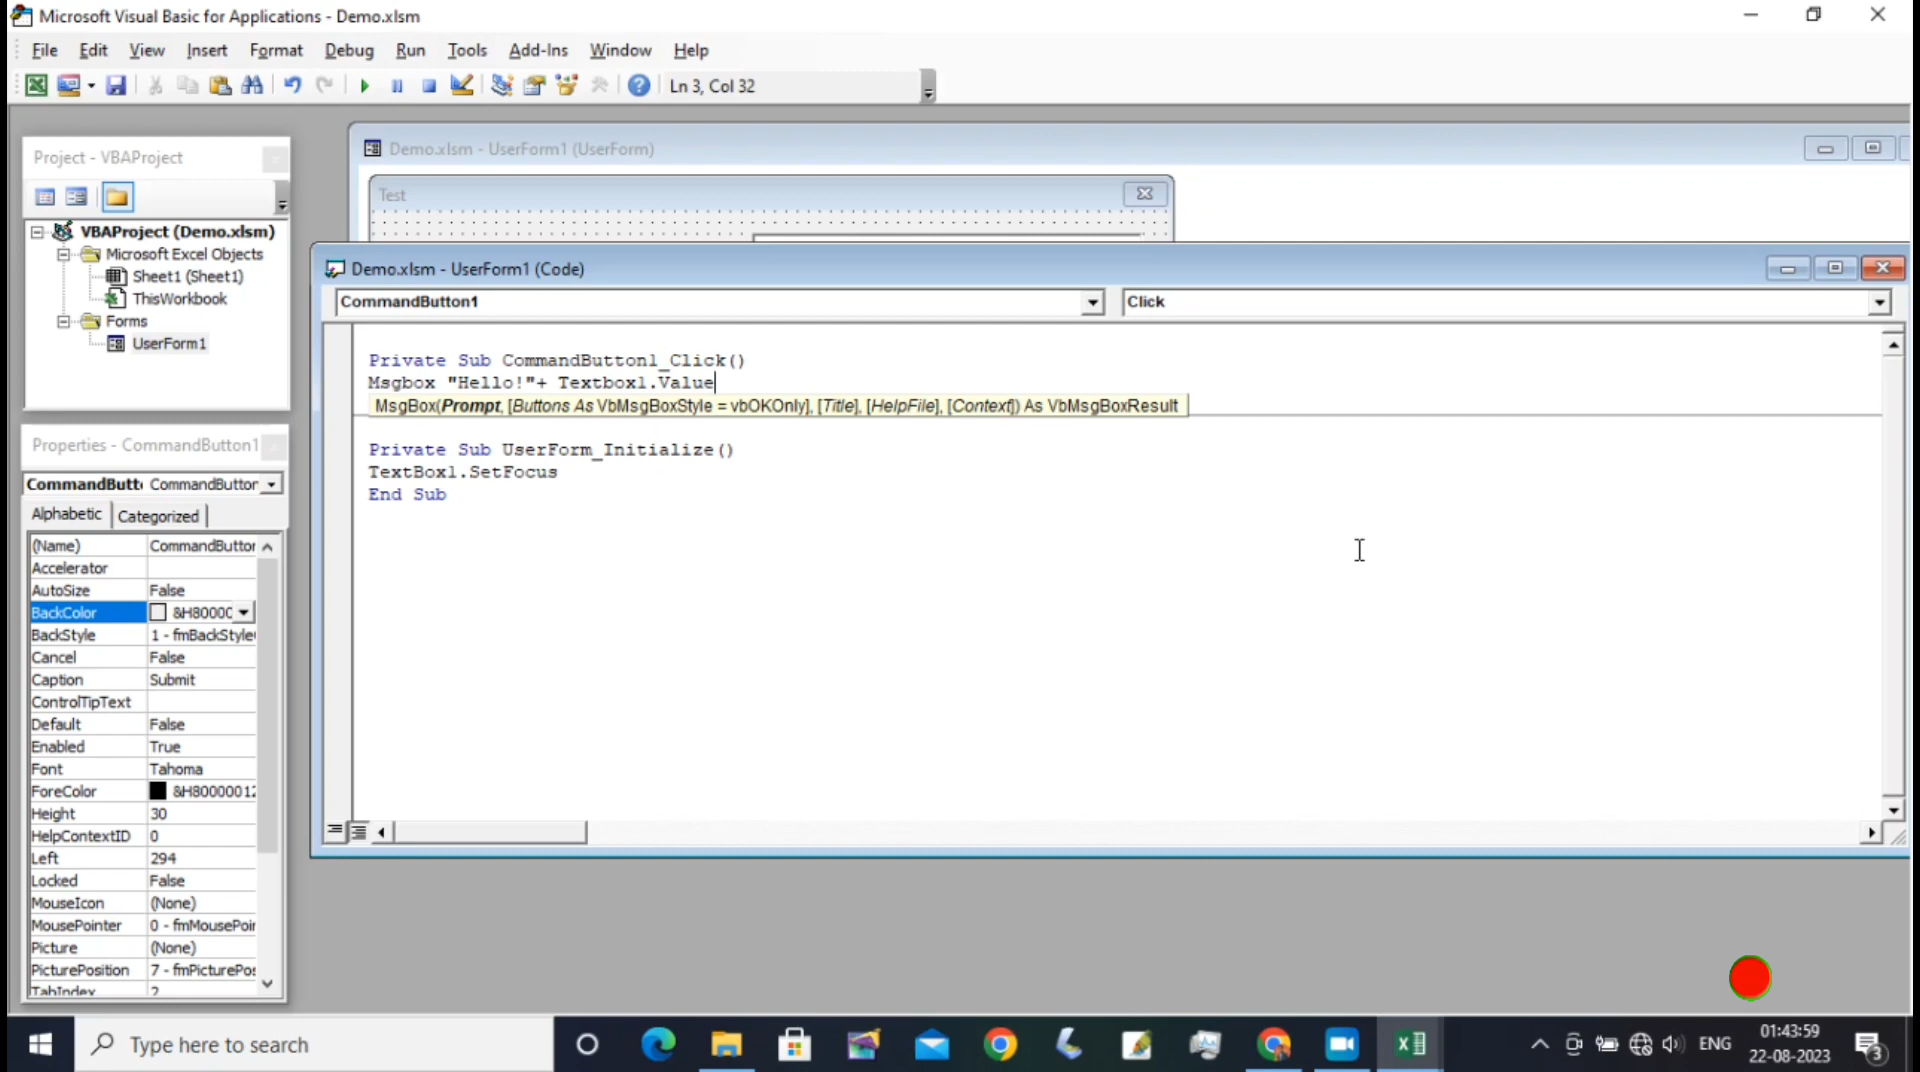 Microsoft Visual Basic for Applications - Demo.xlsm
File Edit View Insert Format Debug Run Tools Add-Ins Window Help
Ln 3, Col 32
Project - VBAProject
VBAProject (Demo.xlsm)
Microsoft Excel Objects
Sheet1 (Sheet1)
ThisWorkbook
Forms
UserForm1
Demo.xlsm - UserForm1 (UserForm)
Test
Demo.xlsm - UserForm1 (Code)
CommandButton1 Click
Private Sub CommandButton1_Click()
Msgbox "Hello!"+ Textbox1.Value
MsgBox(Prompt, [Buttons As VbMsgBoxStyle = vbOKOnly], [Title], [HelpFile], [Context]) As VbMsgBoxResult
Private Sub UserForm_Initialize()
TextBox1.SetFocus
End Sub
Properties - CommandButton1
CommandButt CommandButtor
Alphabetic Categorized
(Name) CommandButtor
Accelerator
AutoSize False
BackColor &H8000C
BackStyle 1 - fmBackStyle
Cancel False
Caption Submit
ControlTipText
Default False
Enabled True
Font Tahoma
ForeColor &H80000012
Height 30
HelpContextID 0
Left 294
Locked False
MouseIcon (None)
MousePointer 0 - fmMousePoir
Picture (None)
PicturePosition 7 - fmPicturePos
TabIndex 2
Type here to search
ENG
01:43:59
22-08-2023
3